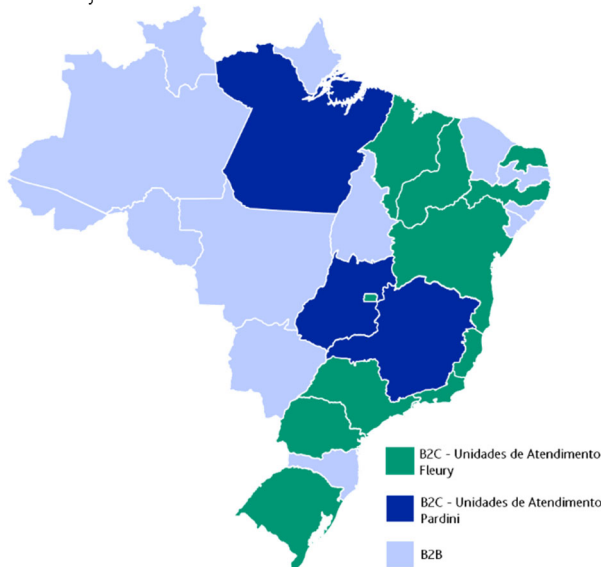 B2C - Unidades de Atendimento
Fleury
B2C - Unidades de Atendimento
Pardini
B2B